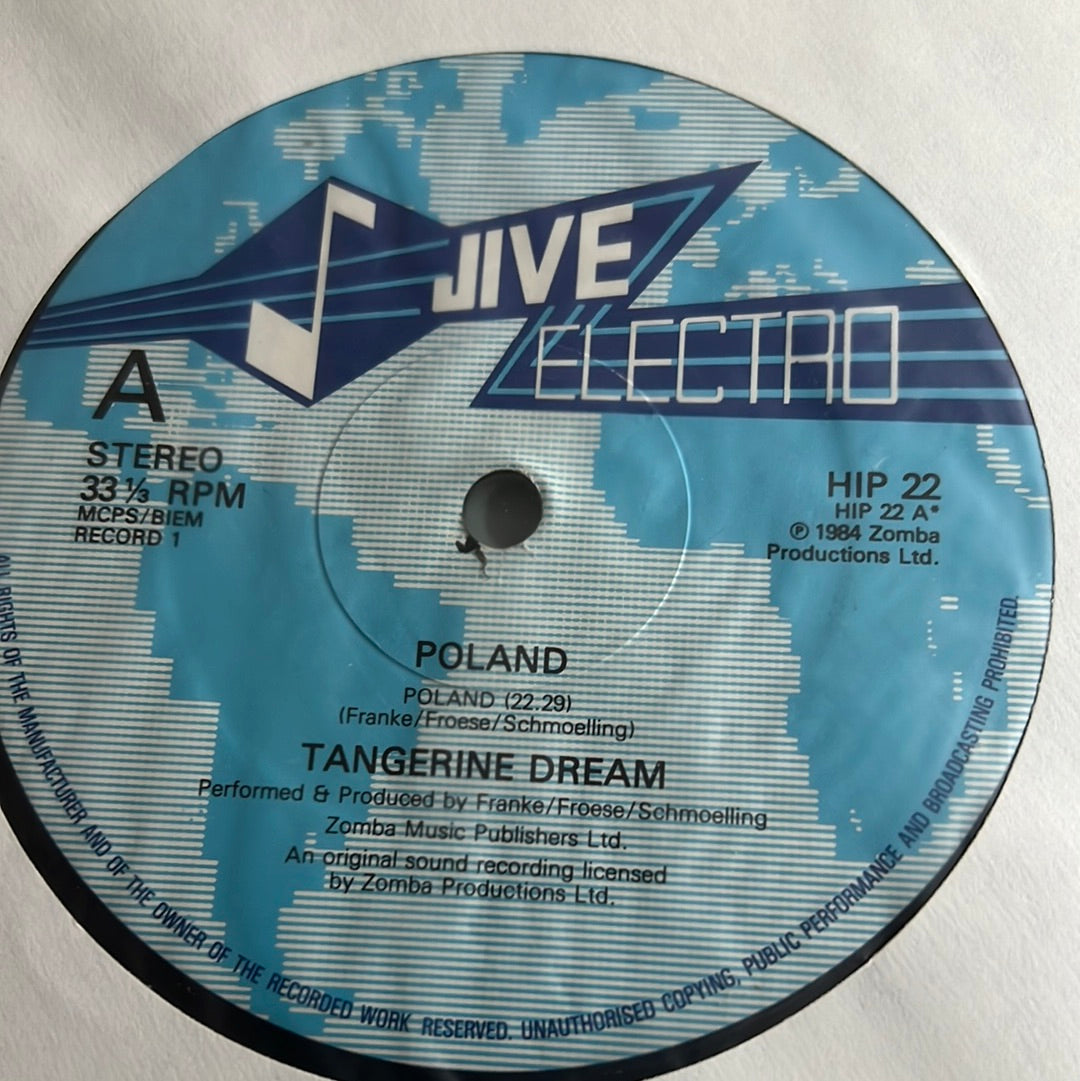 JIVE
ELECTRO
A
STEREO
33 ⅓ RPM
MCPS/BIEM
RECORD 1
HIP 22
HIP 22 A*
℗ 1984 Zomba
Productions Ltd.
POLAND
POLAND (22.29)
(Franke/Froese/Schmoelling)
TANGERINE DREAM
Performed & Produced by Franke/Froese/Schmoelling
Zomba Music Publishers Ltd.
An original sound recording licensed
by Zomba Productions Ltd.
ALL RIGHTS OF THE MANUFACTURER AND OF THE OWNER OF THE RECORDED WORK RESERVED. UNAUTHORISED COPYING, PUBLIC PERFORMANCE AND BROADCASTING PROHIBITED.